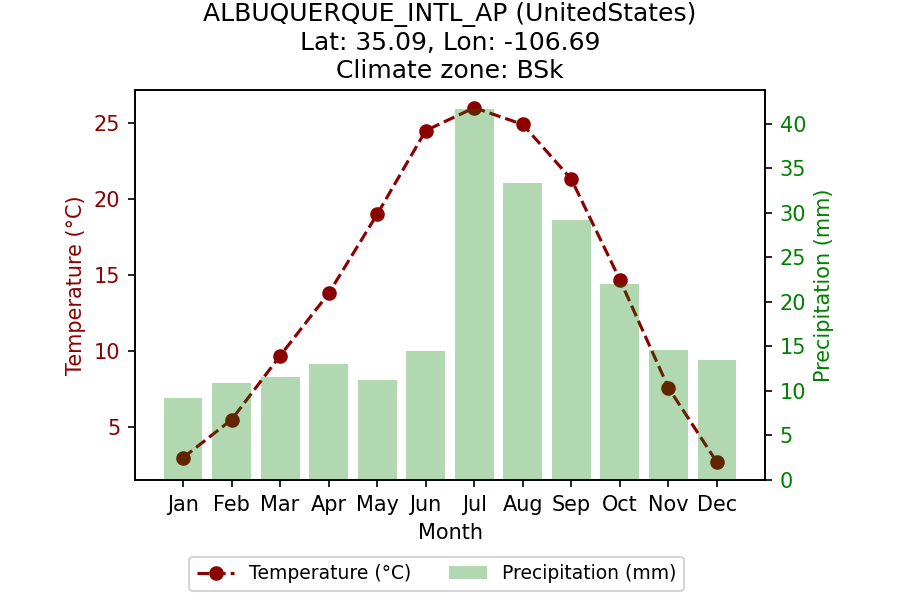 ALBUQUERQUE_INTL_AP (UnitedStates)
Lat: 35.09, Lon: -106.69
Climate zone: BSk
Temperature (°C)
25
20
15
10
5
40
35
30
25
20
15
10
5
0
Precipitation (mm)
Jan Feb Mar Apr May Jun Jul Aug Sep Oct Nov Dec
Month
Temperature (°C) Precipitation (mm)